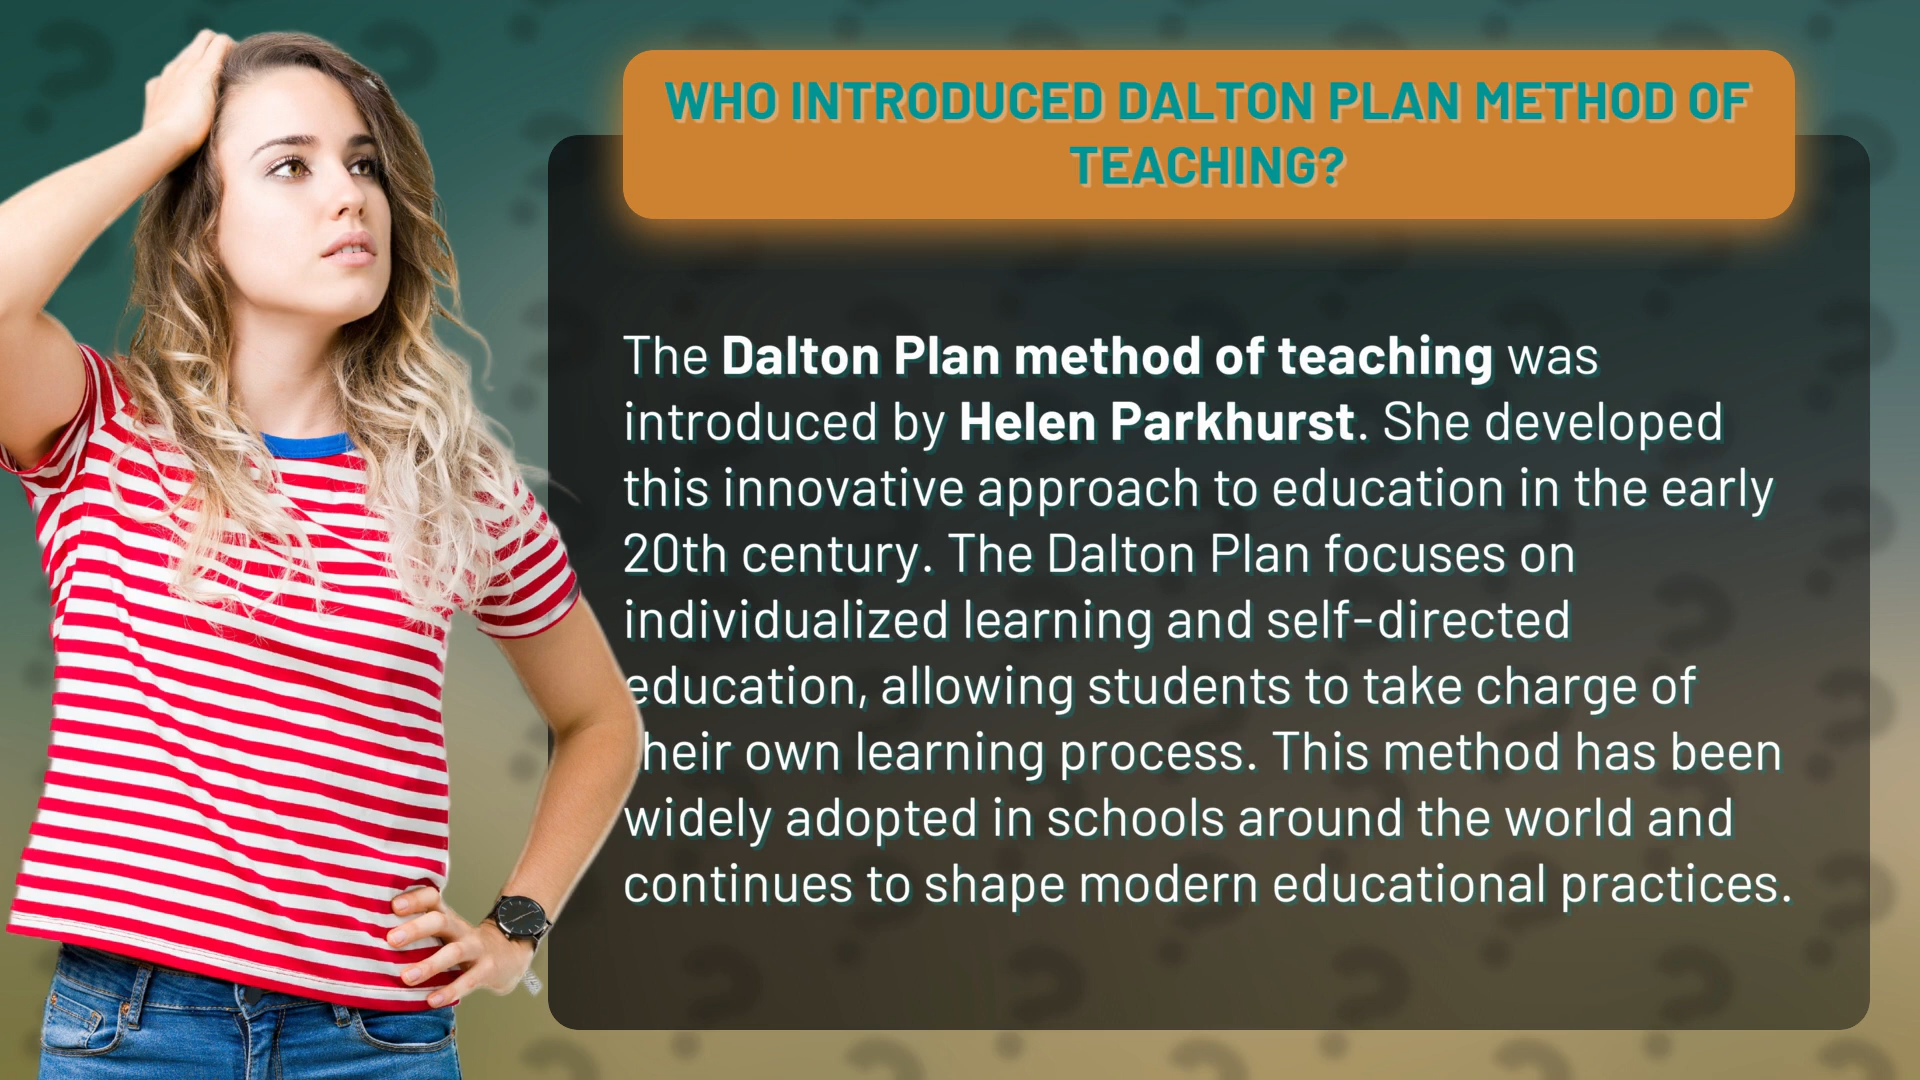 WHO INTRODUCED DALTON PLAN METHOD OF
TEACHING?
The Dalton Plan method of teaching was
introduced by Helen Parkhurst. She developed
this innovative approach to education in the early
20th century. The Dalton Plan focuses on
individualized learning and self-directed
education, allowing students to take charge of
their own learning process. This method has been
widely adopted in schools around the world and
continues to shape modern educational practices.